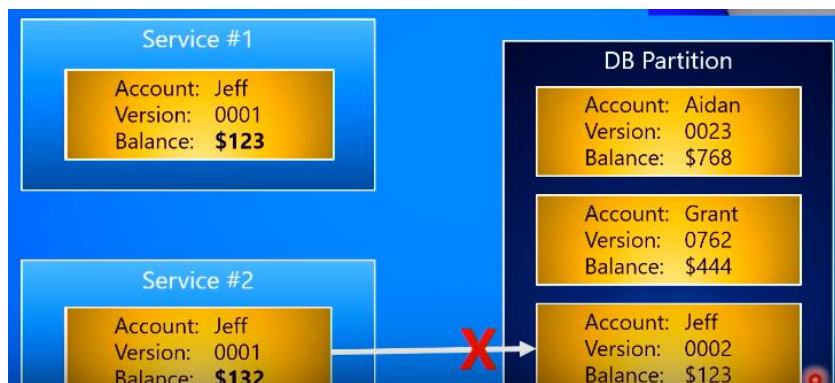 Service #1
Account: Jeff
Version: 0001
Balance: $123
Service #2
Account: Jeff
Version: 0001
Balance: $132
DB Partition
Account: Aidan
Version: 0023
Balance: $768
Account: Grant
Version: 0762
Balance: $444
Account: Jeff
Version: 0002
Balance: $123